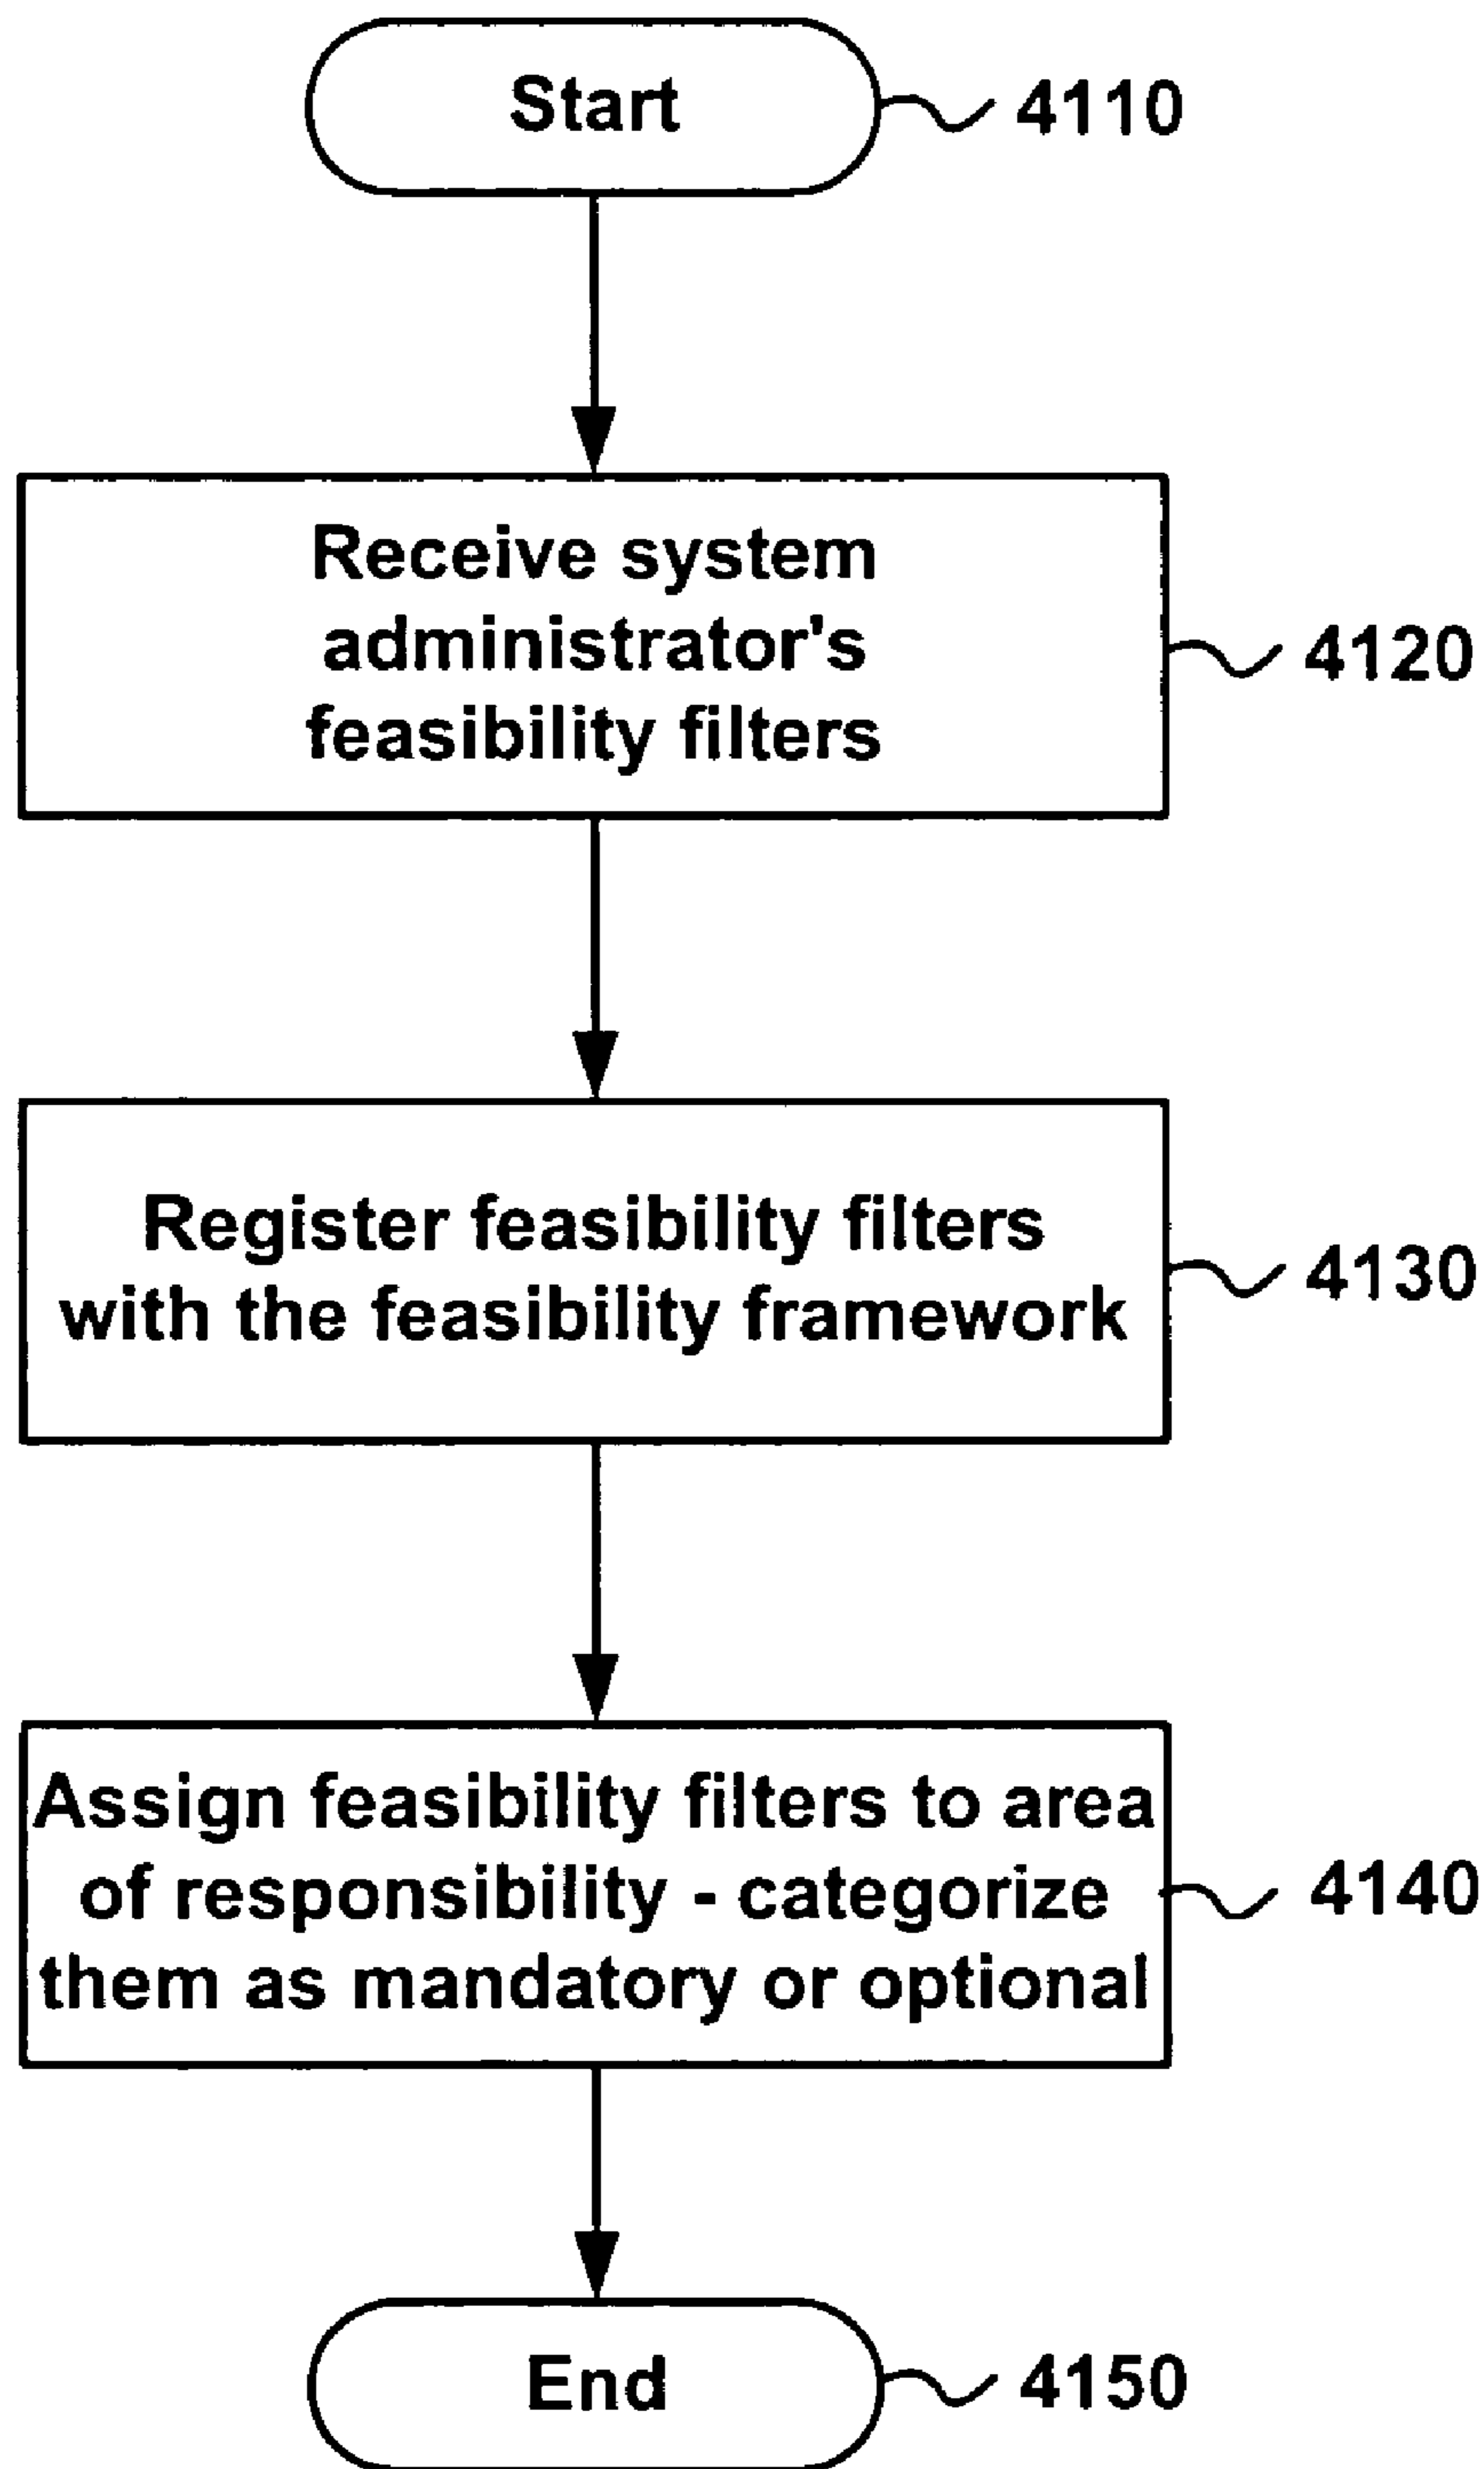 Start
4110
Receive system
administrator's
feasibility filters
4120
Register feasibility filters
with the feasibility framework
4130
Assign feasibility filters to area
of responsibility - categorize
them as mandatory or optional
4140
End
4150